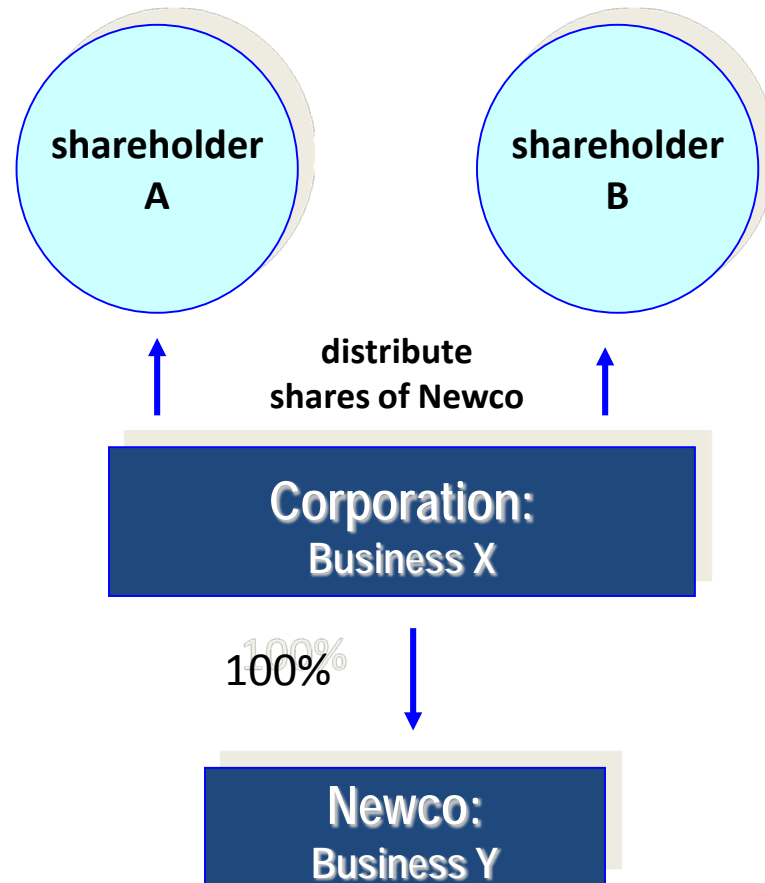 shareholder
A
shareholder
B
distribute
shares of Newco
Corporation:
Business X
100%
Newco:
Business Y